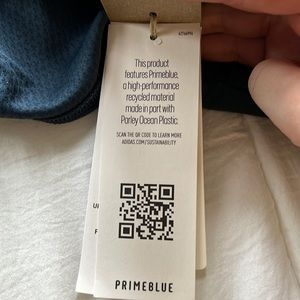 This product
features Primeblue,
a high-performance
recycled material
made in part with
Parley Ocean Plastic.
SCAN THE QR CODE TO LEARN MORE
ADIDAS.COM/SUSTAINABILITY
PRIMEBLUE